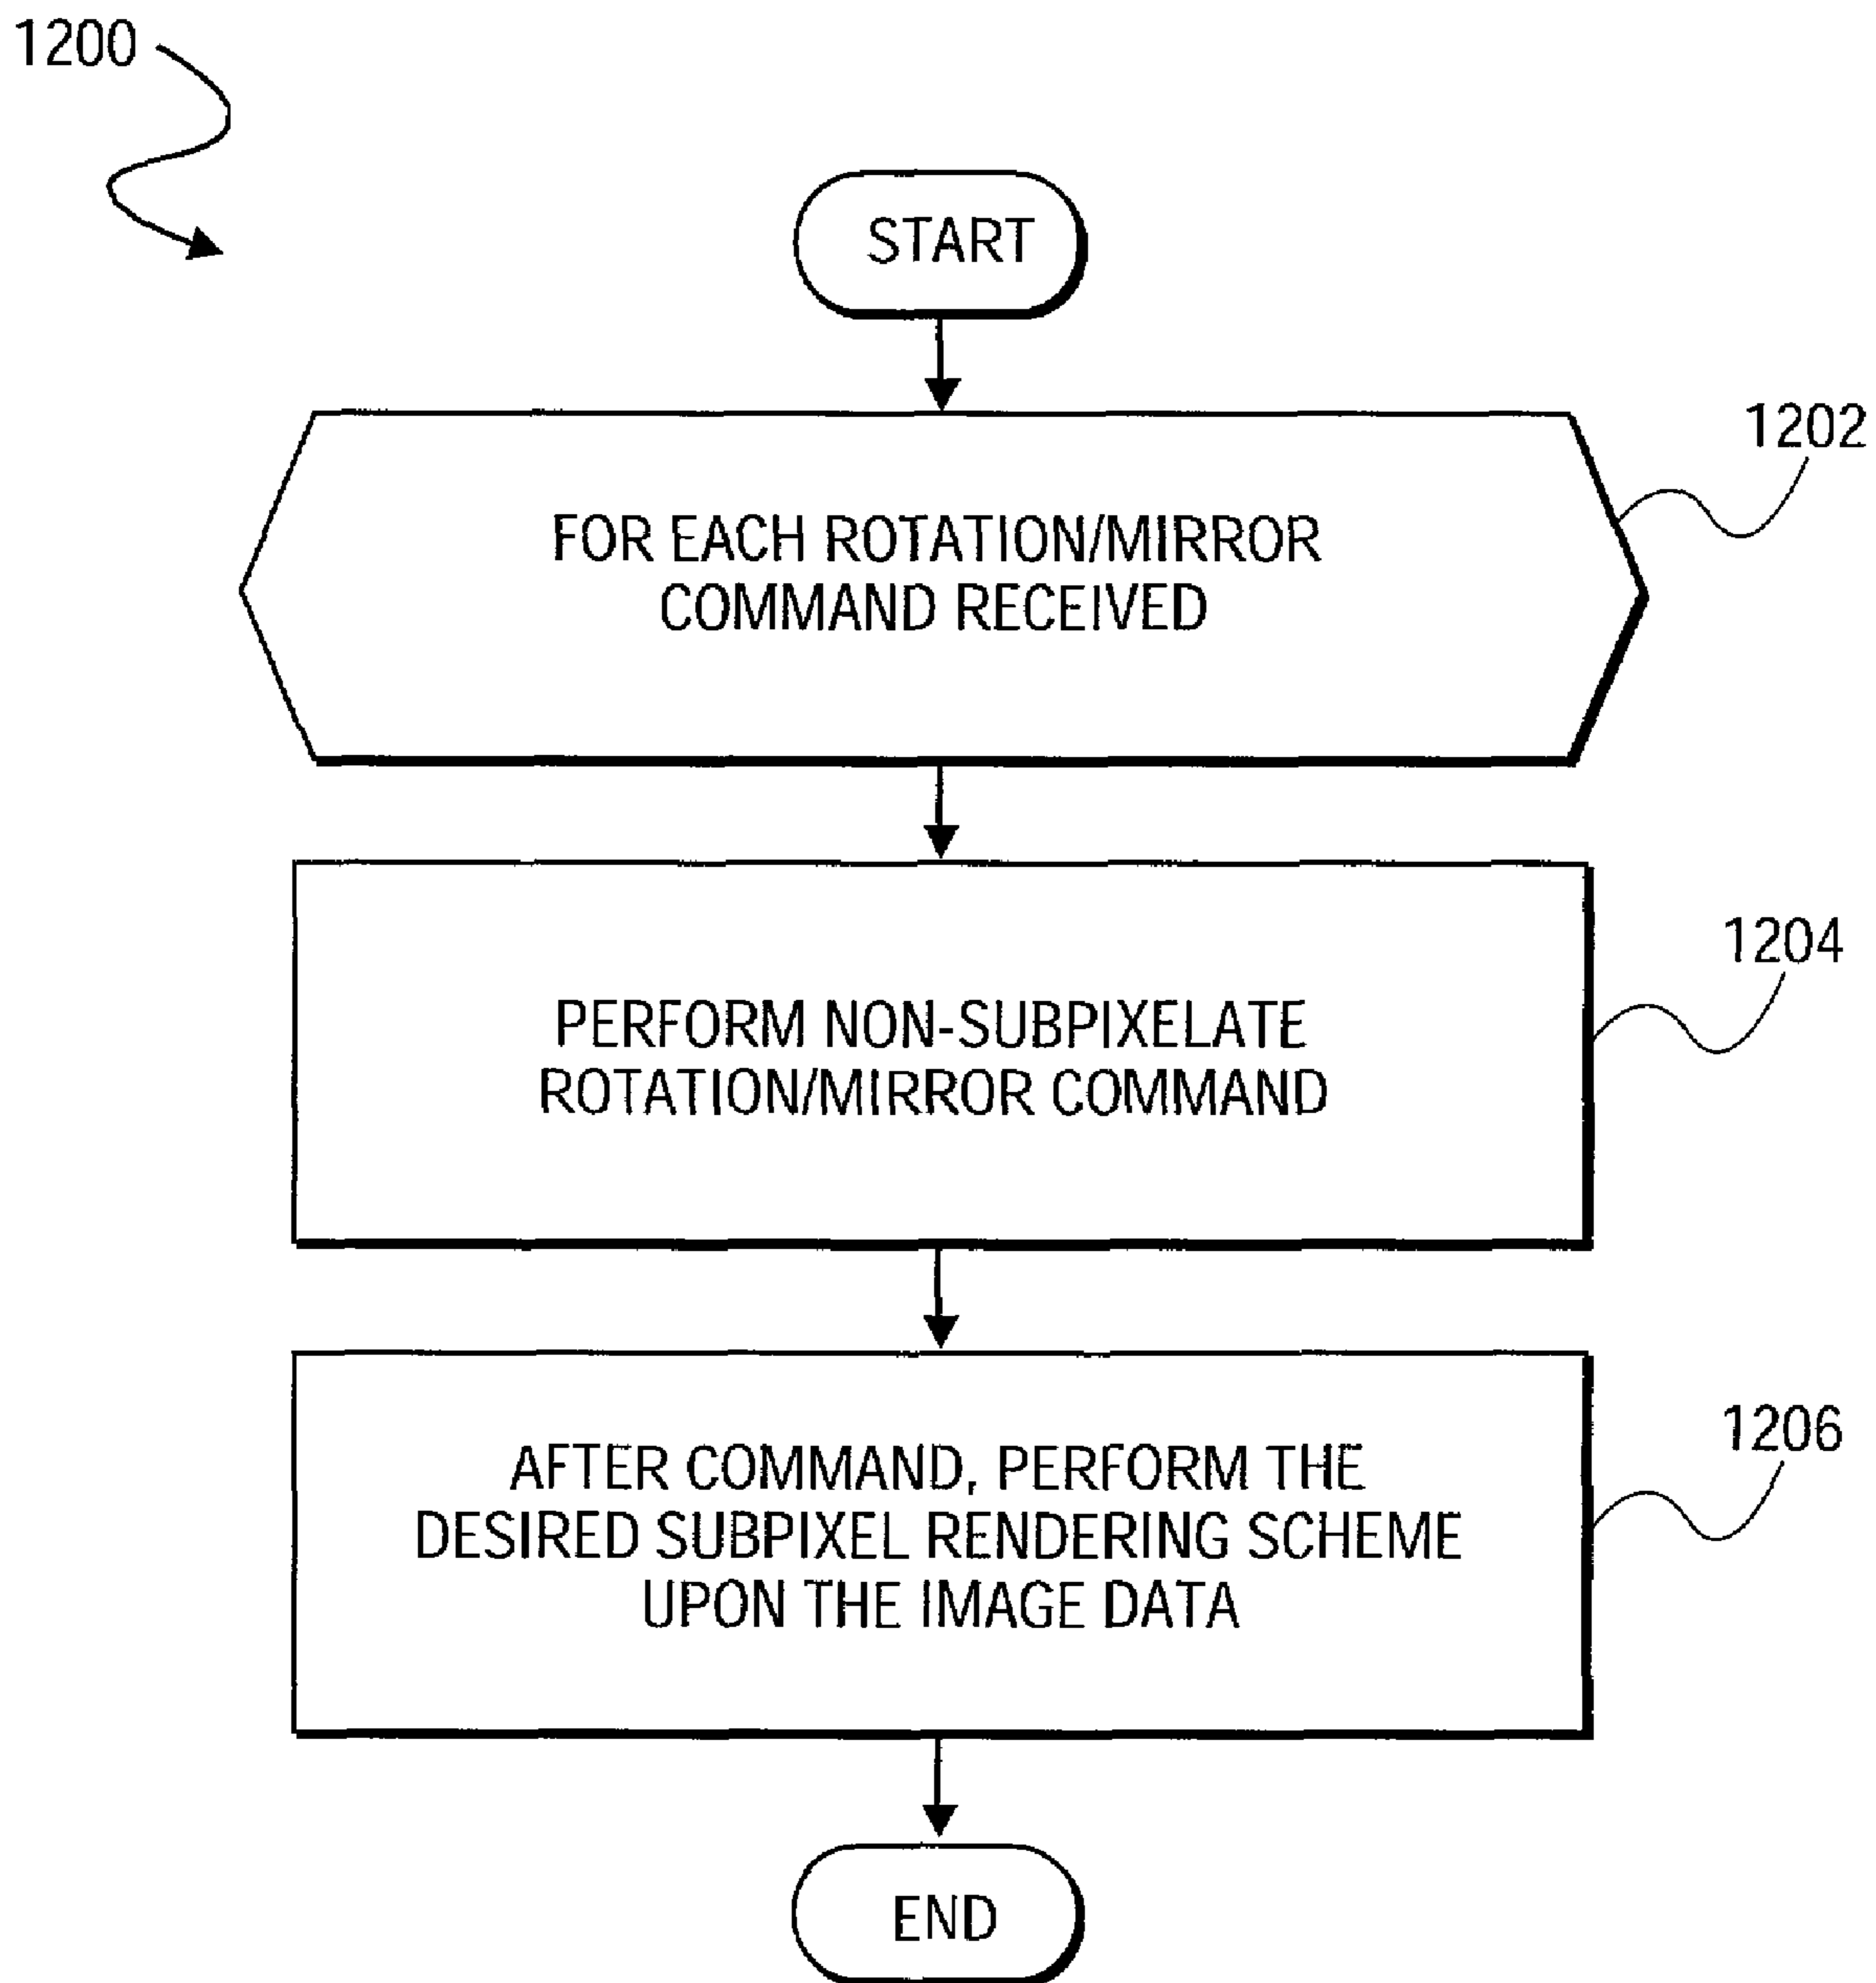 1200
START
1202
FOR EACH ROTATION/MIRROR
COMMAND RECEIVED
1204
PERFORM NON-SUBPIXELATE
ROTATION/MIRROR COMMAND
1206
AFTER COMMAND, PERFORM THE
DESIRED SUBPIXEL RENDERING SCHEME
UPON THE IMAGE DATA
END